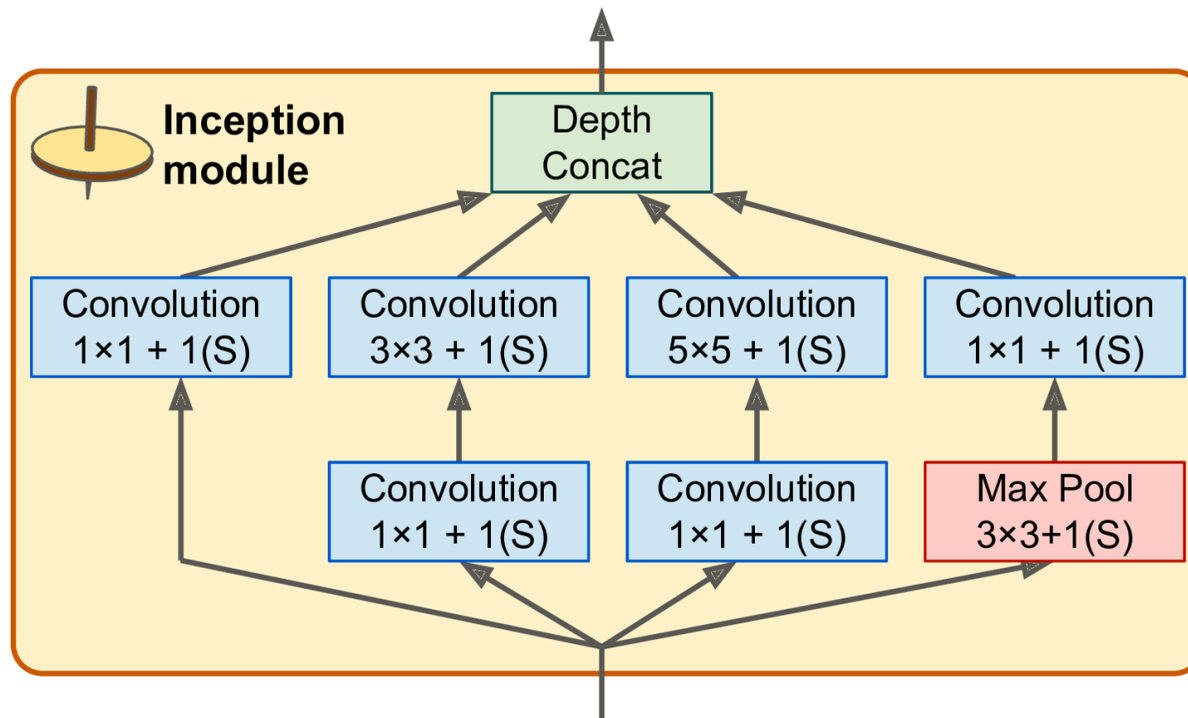 Inception
module
Depth
Concat
Convolution
1×1 + 1(S)
Convolution
3×3 + 1(S)
Convolution
5×5 + 1(S)
Convolution
1×1 + 1(S)
Convolution
1×1 + 1(S)
Convolution
1×1 + 1(S)
Max Pool
3×3+1(S)